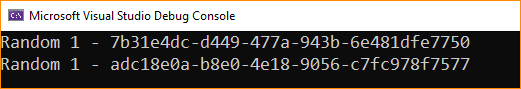 C:\ Microsoft Visual Studio Debug Console
Random 1 - 7b31e4dc-d449-477a-943b-6e481dfe7750
Random 1 - adc18e0a-b8e0-4e18-9056-c7fc978f7577